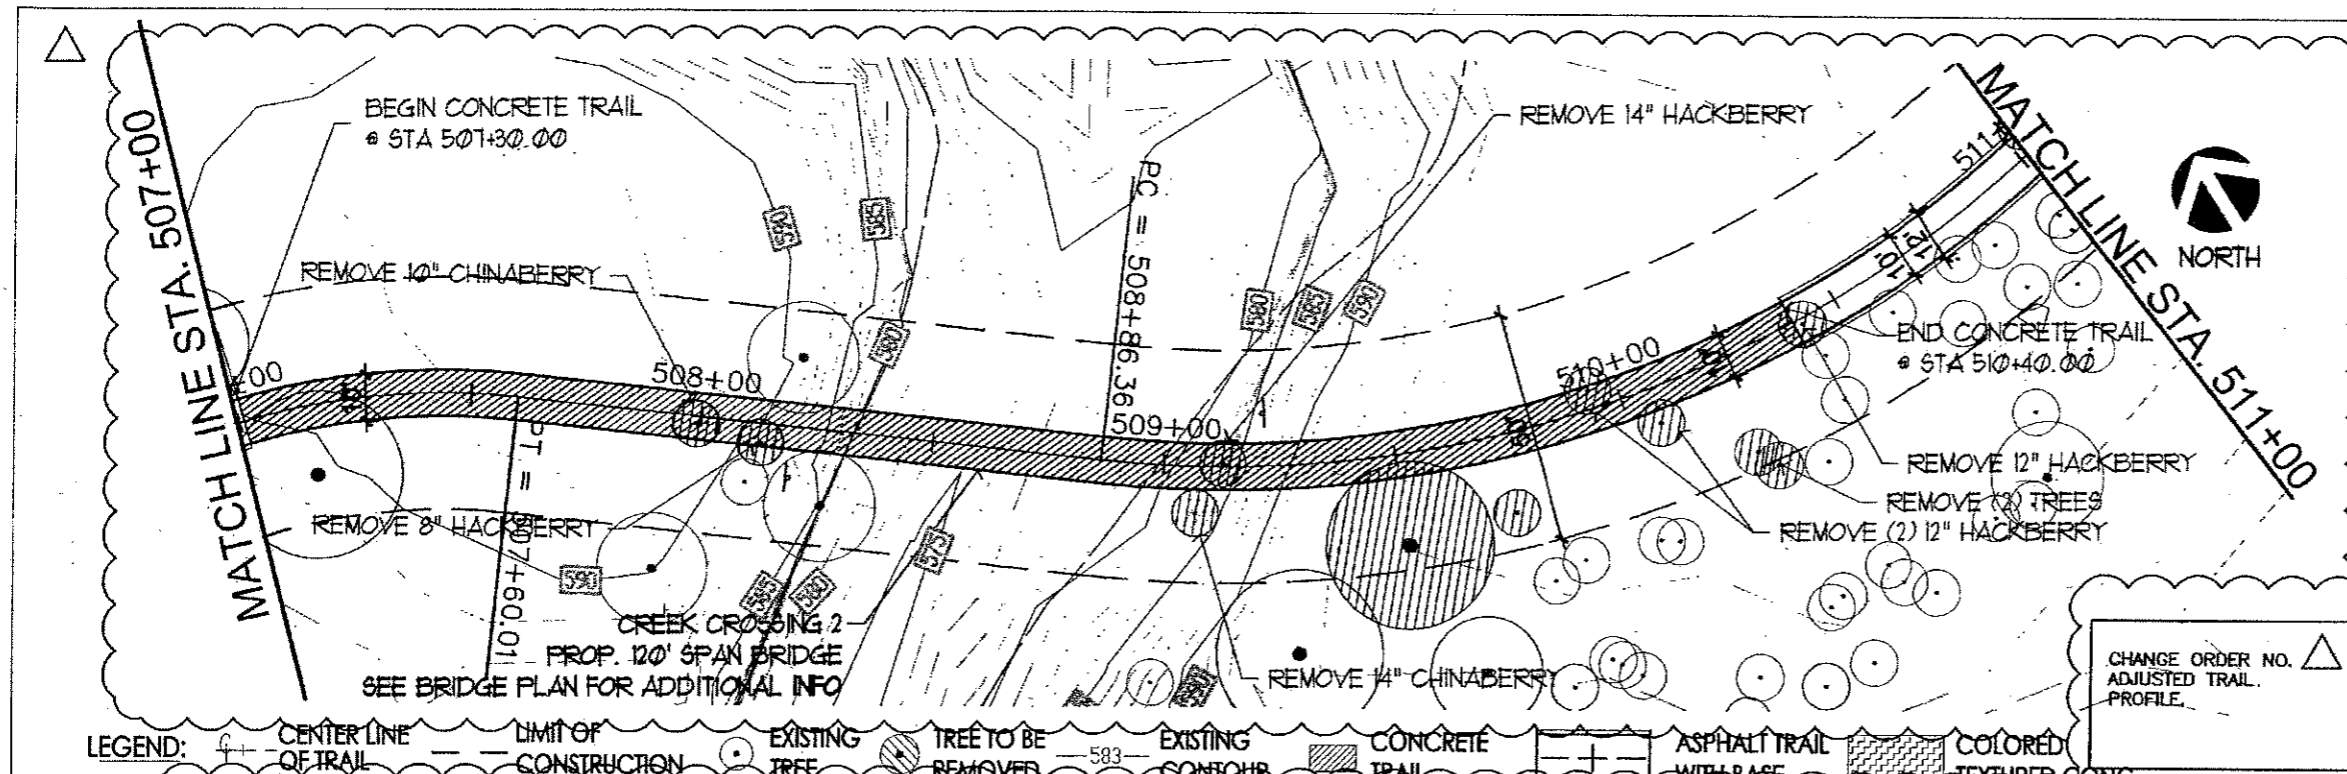 MATCH LINE STA. 507+00
BEGIN CONCRETE TRAIL
@ STA 507+30.00
REMOVE 14" HACKBERRY
MATCH LINE STA. 511+00
NORTH
REMOVE 10" CHINABERRY
590
585
580
PC = 508+86.36
580
585
590
+00
508+00
509+00
510+00
511
12'
10'
END CONCRETE TRAIL
@ STA 510+40.00
REMOVE 12" HACKBERRY
REMOVE (2) TREES
REMOVE (2) 12" HACKBERRY
REMOVE 8" HACKBERRY
PT = 507+60.01
590
585
580
575
CREEK CROSSING 2
PROP. 120' SPAN BRIDGE
SEE BRIDGE PLAN FOR ADDITIONAL INFO
REMOVE 14" CHINABERRY
CHANGE ORDER NO.
ADJUSTED TRAIL.
PROFILE.
LEGEND:
CENTER LINE
OF TRAIL
LIMIT OF
CONSTRUCTION
EXISTING
TREE
TREE TO BE
REMOVED
583
EXISTING
CONTOUR
CONCRETE
TRAIL
ASPHALT TRAIL
WITH BASE
COLORED
TEXTURED CONC